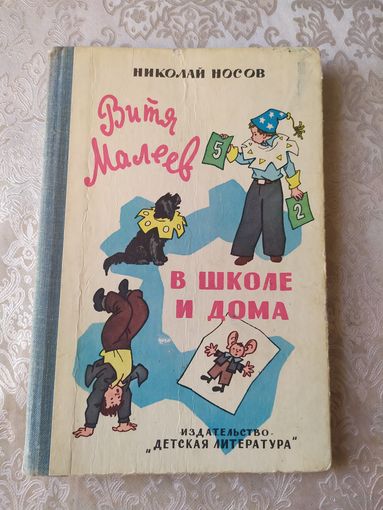 НИКОЛАЙ НОСОВ
Витя
Малеев
5
2
В ШКОЛЕ
И ДОМА
ИЗДАТЕЛЬСТВО
„ДЕТСКАЯ ЛИТЕРАТУРА"